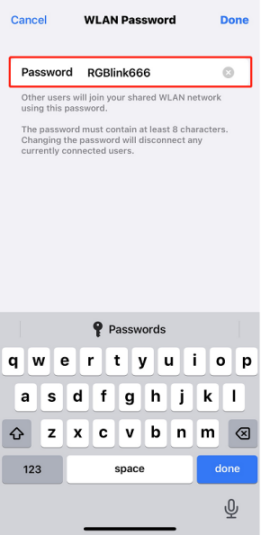 Cancel WLAN Password Done
Password RGBlink666
Other users will join your shared WLAN network
using this password.
The password must contain at least 8 characters.
Changing the password will disconnect any
currently connected users.
Passwords
q w e r t y u i o p
a s d f g h j k l
z x c v b n m
123 space done